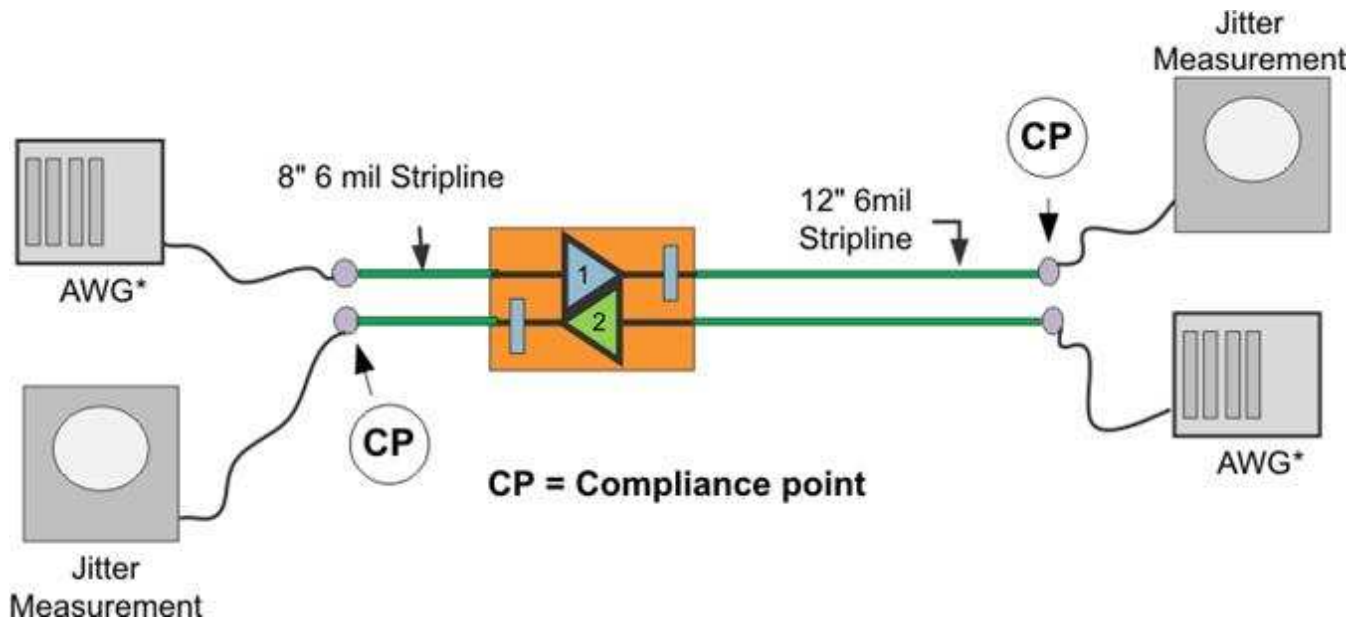 Jitter
Measurement
CP
8" 6 mil Stripline
12" 6mil
Stripline
AWG*
1
2
CP
AWG*
CP = Compliance point
Jitter
Measurement